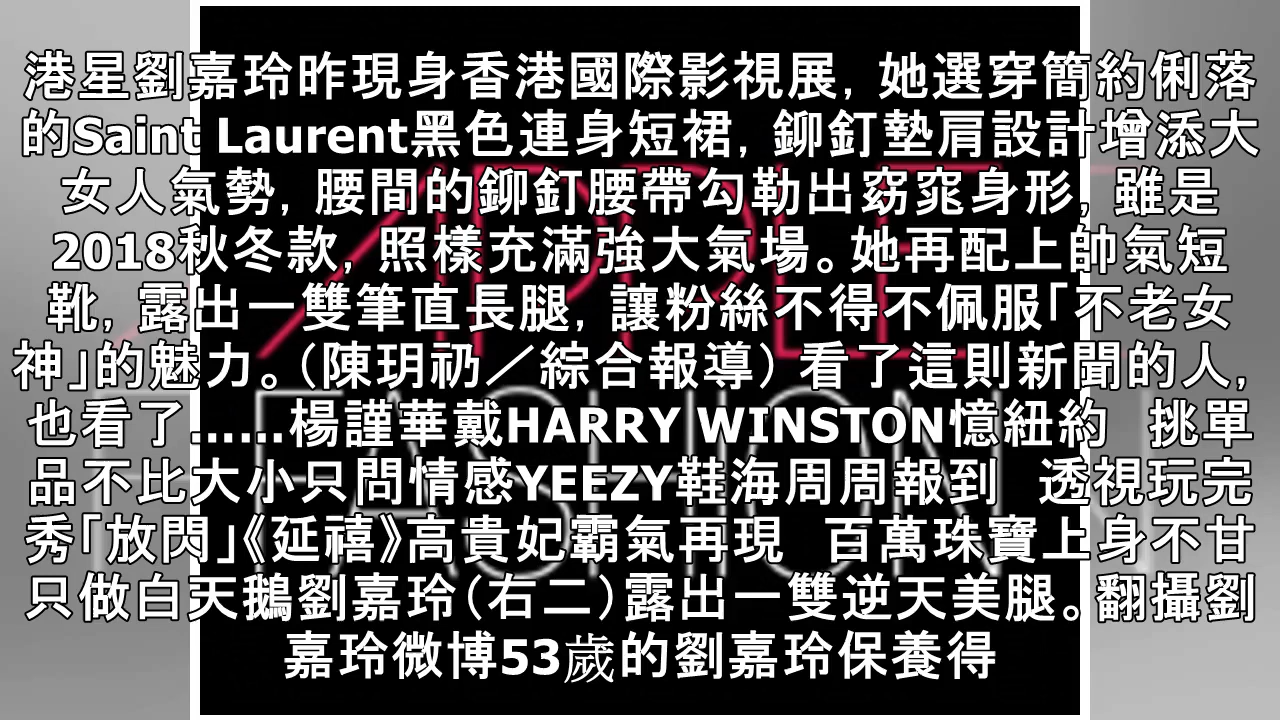 港星劉嘉玲昨現身香港國際影視展，她選穿簡約俐落
的Saint Laurent黑色連身短裙，鉚釘墊肩設計增添大
女人氣勢，腰間的鉚釘腰帶勾勒出窈窕身形，雖是
2018秋冬款，照樣充滿強大氣場。她再配上帥氣短
靴，露出一雙筆直長腿，讓粉絲不得不佩服「不老女
神」的魅力。（陳玥礽／綜合報導）看了這則新聞的人，
也看了……楊謹華戴HARRY WINSTON憶紐約　挑單
品不比大小只問情感YEEZY鞋海周周報到　透視玩完
秀「放閃」《延禧》高貴妃霸氣再現　百萬珠寶上身不甘
只做白天鵝劉嘉玲（右二）露出一雙逆天美腿。翻攝劉
嘉玲微博53歲的劉嘉玲保養得
APPLE
FASHION